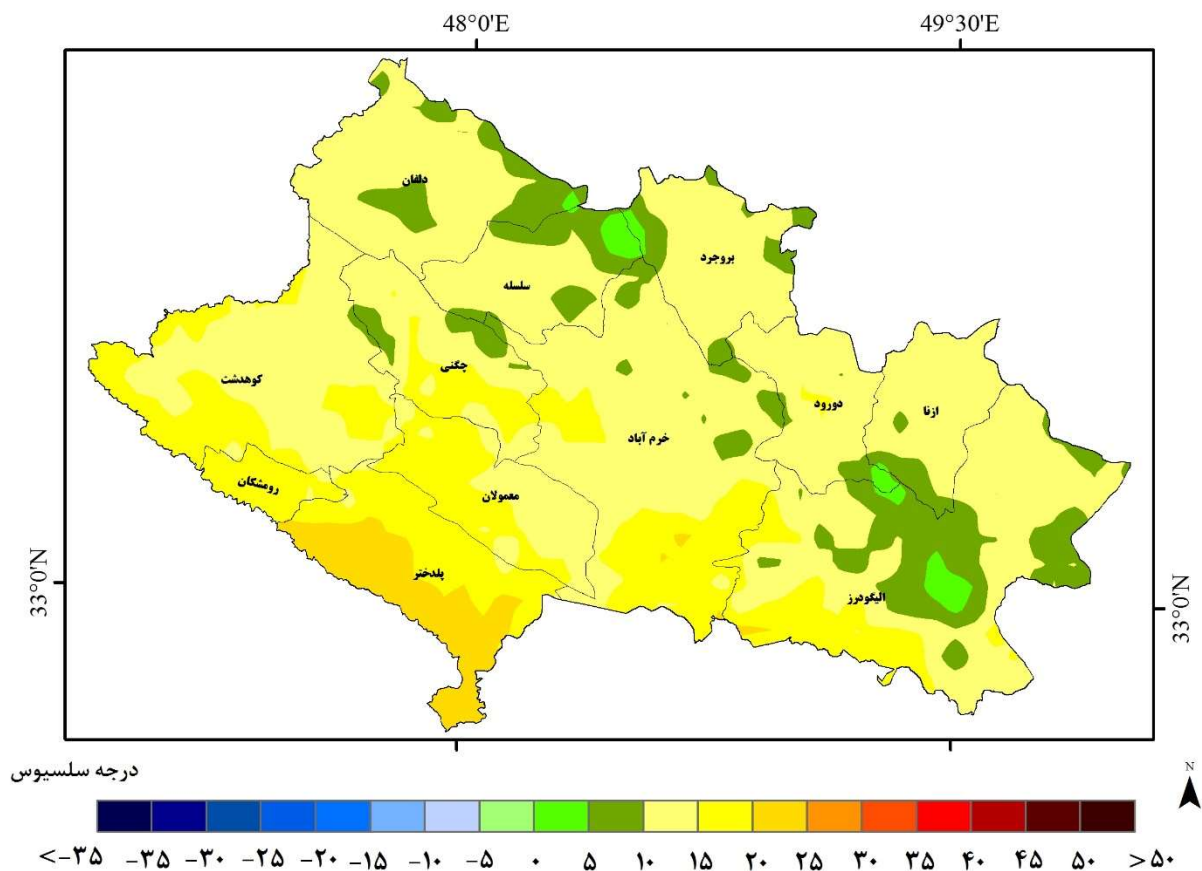 48°0'E
49°30'E
دلفان
بروجرد
سلسله
چگنی
کوهدشت
دورود
ازنا
خرم آباد
رومشکان
معمولان
پلدختر
الیگودرز
33°0'N
33°0'N
درجه سلسیوس
N
<-۳۵ -۳۵ -۳۰ -۲۵ -۲۰ -۱۵ -۱۰ -۵ ۰ ۵ ۱۰ ۱۵ ۲۰ ۲۵ ۳۰ ۳۵ ۴۰ ۴۵ ۵۰ >۵۰